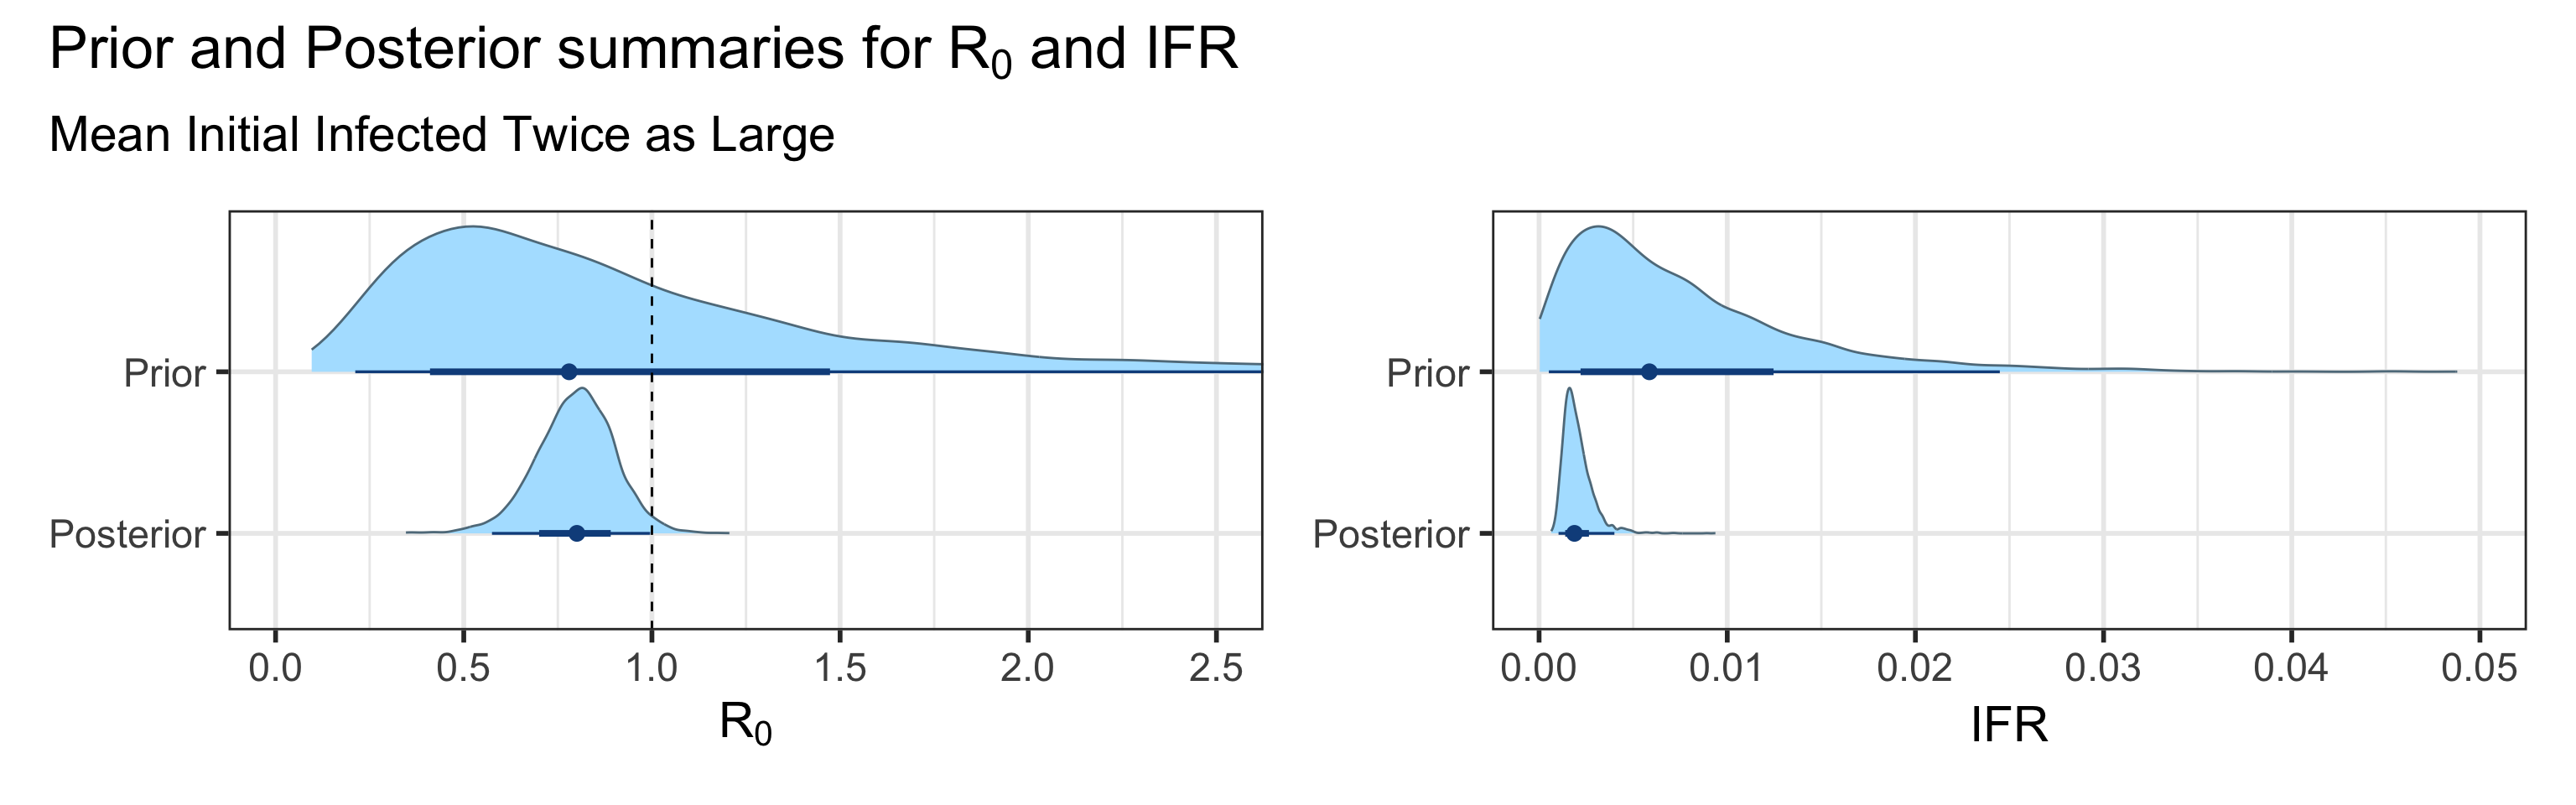 Prior and Posterior summaries for R₀ and IFR
Mean Initial Infected Twice as Large
Prior
Posterior
0.0 0.5 1.0 1.5 2.0 2.5
R₀
Prior
Posterior
0.00 0.01 0.02 0.03 0.04 0.05
IFR